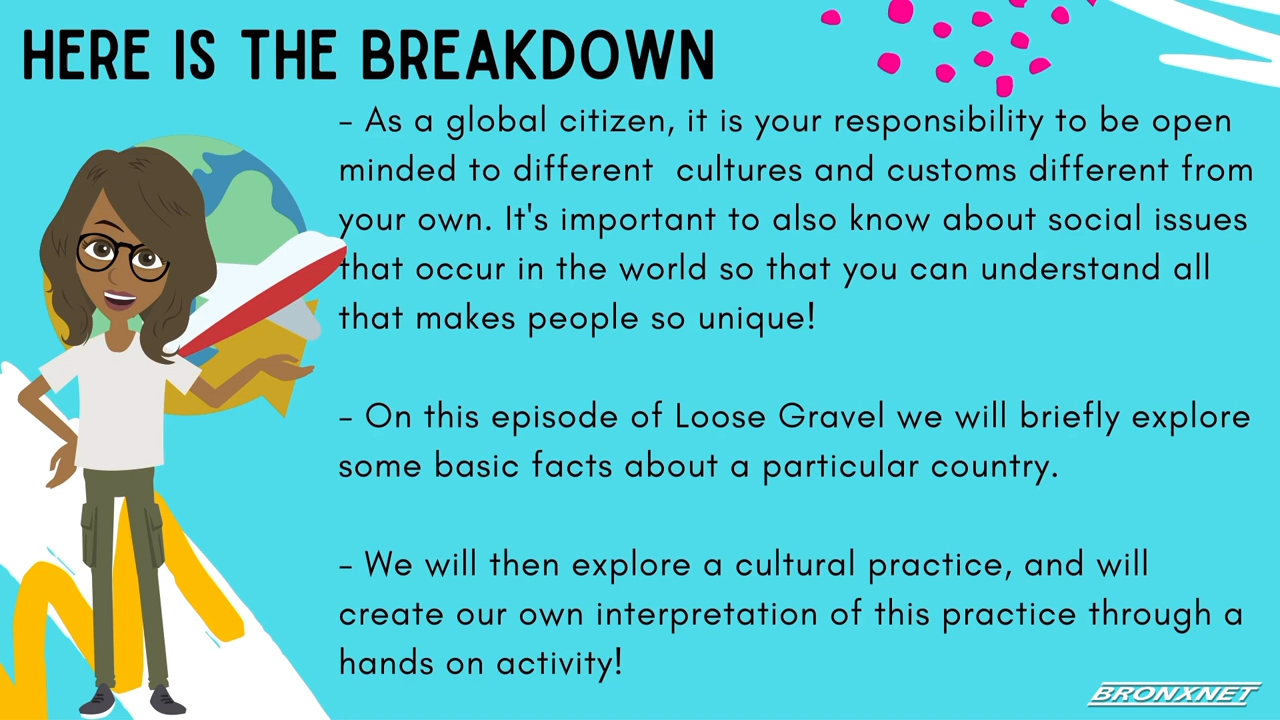 HERE IS THE BREAKDOWN
- As a global citizen, it is your responsibility to be open
minded to different cultures and customs different from
your own. It's important to also know about social issues
that occur in the world so that you can understand all
that makes people so unique!
- On this episode of Loose Gravel we will briefly explore
some basic facts about a particular country.
- We will then explore a cultural practice, and will
create our own interpretation of this practice through a
hands on activity!
BRONXNET